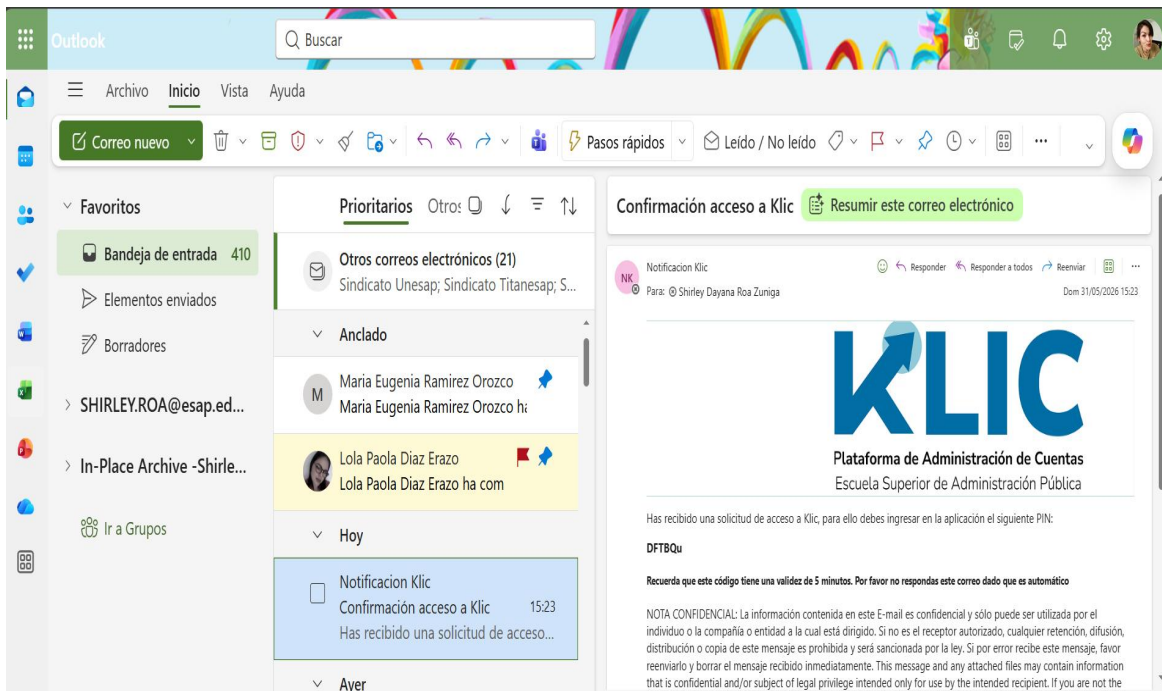 Outlook
Buscar
Archivo Inicio Vista Ayuda
Correo nuevo
Pasos rápidos
Leído / No leído
Favoritos
Bandeja de entrada 410
Elementos enviados
Borradores
SHIRLEY.ROA@esap.ed...
In-Place Archive -Shirle...
Ir a Grupos
Prioritarios Otros
Otros correos electrónicos (21)
Sindicato Unesap; Sindicato Titanesap; S...
Anclado
M
Maria Eugenia Ramirez Orozco
Maria Eugenia Ramirez Orozco ha
Lola Paola Diaz Erazo
Lola Paola Diaz Erazo ha com
Hoy
Notificacion Klic
Confirmación acceso a Klic 15:23
Has recibido una solicitud de acceso...
Ayer
Confirmación acceso a Klic
Resumir este correo electrónico
NK
Notificacion Klic
Responder Responder a todos Reenviar
Para: Shirley Dayana Roa Zuniga
Dom 31/05/2026 15:23
KLIC
Plataforma de Administración de Cuentas
Escuela Superior de Administración Pública
Has recibido una solicitud de acceso a Klic, para ello debes ingresar en la aplicación el siguiente PIN:
DFTBQu
Recuerda que este código tiene una validez de 5 minutos. Por favor no respondas este correo dado que es automático
NOTA CONFIDENCIAL: La información contenida en este E-mail es confidencial y sólo puede ser utilizada por el
individuo o la compañía o entidad a la cual está dirigido. Si no es el receptor autorizado, cualquier retención, difusión,
distribución o copia de este mensaje es prohibida y será sancionada por la ley. Si por error recibe este mensaje, favor
reenviarlo y borrar el mensaje recibido inmediatamente. This message and any attached files may contain information
that is confidential and/or subject of legal privilege intended only for use by the intended recipient. If you are not the